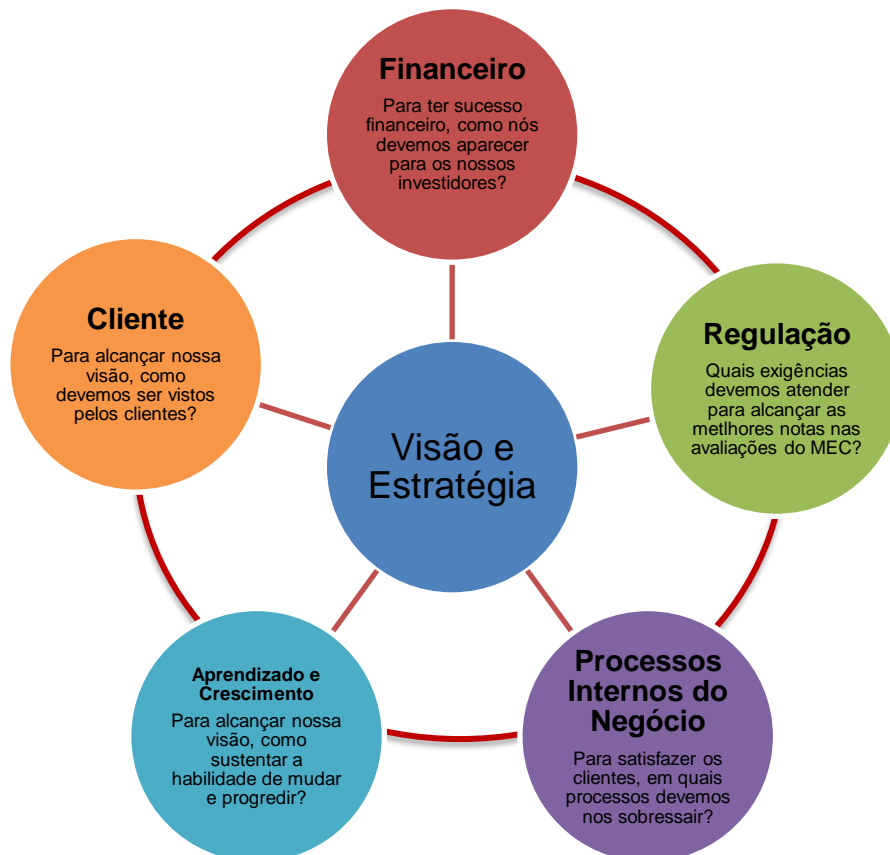 Financeiro
Para ter sucesso
financeiro, como nós
devemos aparecer
para os nossos
investidores?
Cliente
Para alcançar nossa
visão, como
devemos ser vistos
pelos clientes?
Regulação
Quais exigências
devemos atender
para alcançar as
metlhores notas nas
avaliações do MEC?
Visão e
Estratégia
Aprendizado e
Crescimento
Para alcançar nossa
visão, como
sustentar a
habilidade de mudar
e progredir?
Processos
Internos do
Negócio
Para satisfazer os
clientes, em quais
processos devemos
nos sobressair?